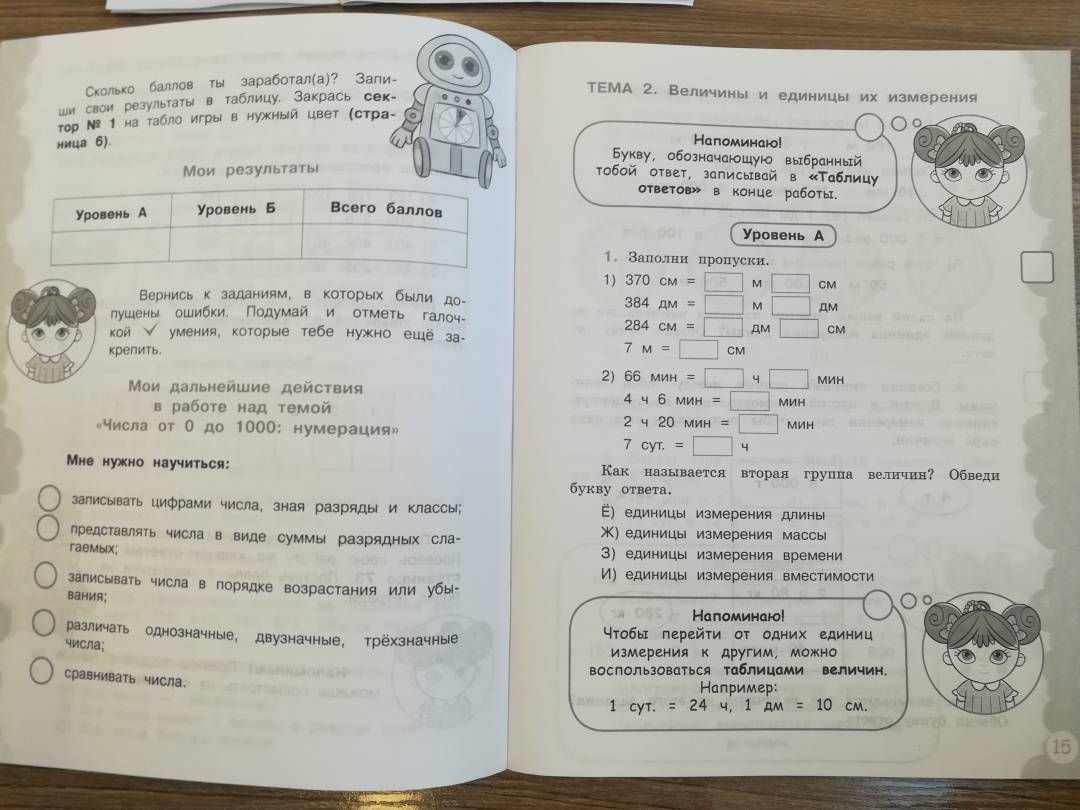 Сколько баллов ты заработал(а)? Запи-
ши свои результаты в таблицу. Закрась сек-
тор № 1 на табло игры в нужный цвет (стра-
ница 6).
Мои результаты
Уровень А Уровень Б Всего баллов
Вернись к заданиям, в которых были до-
пущены ошибки. Подумай и отметь галоч-
кой ✓ умения, которые тебе нужно ещё за-
крепить.
Мои дальнейшие действия
в работе над темой
«Числа от 0 до 1000: нумерация»
Мне нужно научиться:
записывать цифрами числа, зная разряды и классы;
представлять числа в виде суммы разрядных сла-
гаемых;
записывать числа в порядке возрастания или убы-
вания;
различать однозначные, двузначные, трёхзначные
числа;
сравнивать числа.
ТЕМА 2. Величины и единицы их измерения
Напоминаю!
Букву, обозначающую выбранный
тобой ответ, записывай в «Таблицу
ответов» в конце работы.
Уровень А
1. Заполни пропуски.
1) 370 см = м см
384 дм = м дм
284 см = дм см
7 м = см
2) 66 мин = ч мин
4 ч 6 мин = мин
2 ч 20 мин = мин
7 сут. = ч
Как называется вторая группа величин? Обведи
букву ответа.
Ё) единицы измерения длины
Ж) единицы измерения массы
З) единицы измерения времени
И) единицы измерения вместимости
Напоминаю!
Чтобы перейти от одних единиц
измерения к другим, можно
воспользоваться таблицами величин.
Например:
1 сут. = 24 ч, 1 дм = 10 см.
15